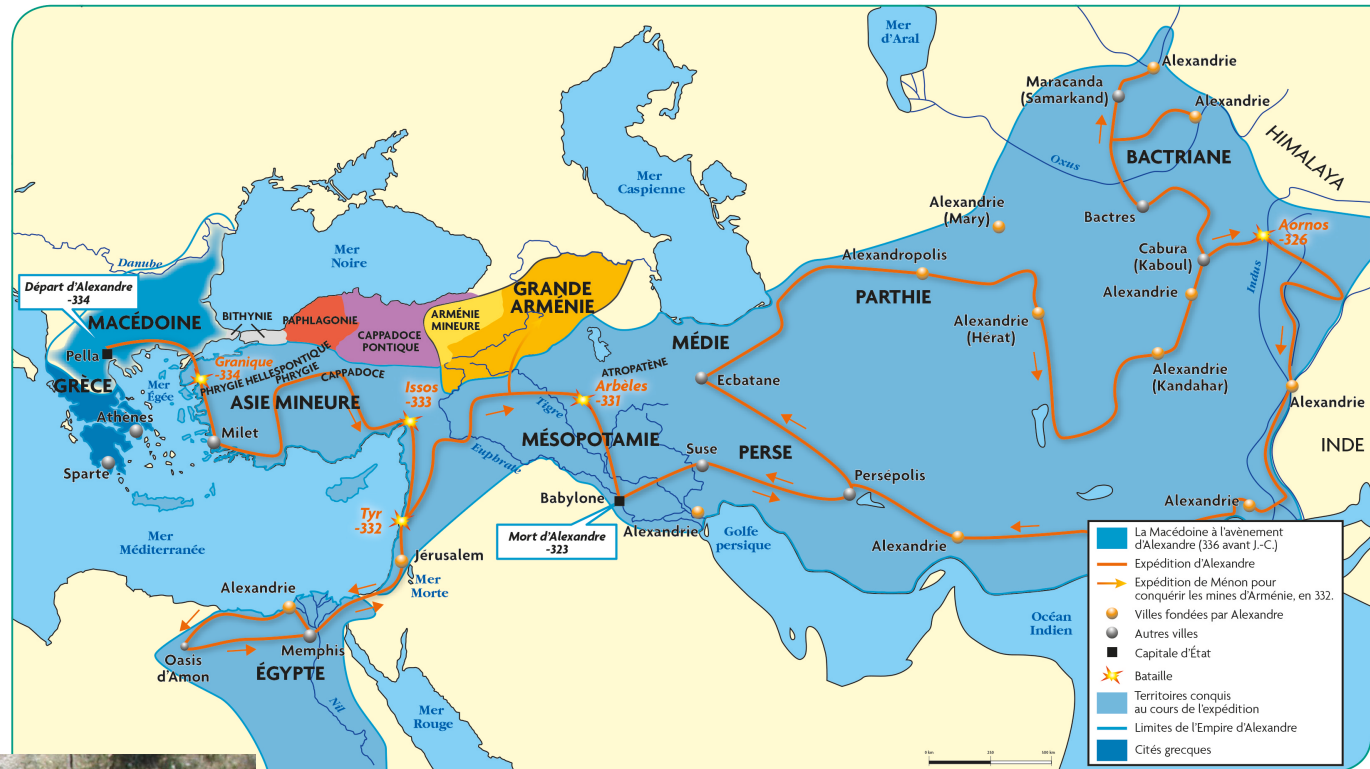 Mer
d'Aral
Alexandrie
Maracanda
(Samarkand)
Alexandrie
HIMALAYA
Oxus
BACTRIANE
Mer
Caspienne
Alexandrie
(Mary)
Bactres
Aornos
-326
Mer
Noire
Danube
Alexandropolis
Cabura
(Kaboul)
Indus
Départ d'Alexandre
-334
GRANDE
ARMÉNIE
PARTHIE
Alexandrie
MACÉDOINE
BITHYNIE
PAPHLAGONIE
ARMÉNIE
MINEURE
CAPPADOCE
PONTIQUE
Alexandrie
(Herat)
MÉDIE
Pella
Granique
-334
PHRYGIE HELLESPONTIQUE
PHRYGIE
CAPPADOCE
ATROPATÈNE
Alexandrie
(Kandahar)
GRÈCE
Mer
Égée
Issos
-333
Arbèles
-331
Ecbatane
ASIE MINEURE
Alexandrie
Athènes
Milet
Tigre
MÉSOPOTAMIE
INDE
Sparte
Euphrate
Suse
PERSE
Persépolis
Babylone
Alexandrie
Tyr
-332
Mort d'Alexandre
-323
Alexandrie
Golfe
persique
Alexandrie
Mer
Méditerranée
Jérusalem
Mer
Morte
Alexandrie
Océan
Indien
Oasis
d'Amon
Memphis
ÉGYPTE
Nil
Mer
Rouge
La Macédoine à l'avènement
d'Alexandre (336 avant J.-C.)
Expédition d'Alexandre
Expédition de Ménon pour
conquérir les mines d'Arménie, en 332.
Villes fondées par Alexandre
Autres villes
Capitale d'État
Bataille
Territoires conquis
au cours de l'expédition
Limites de l'Empire d'Alexandre
Cités grecques
0 km 250 500 km